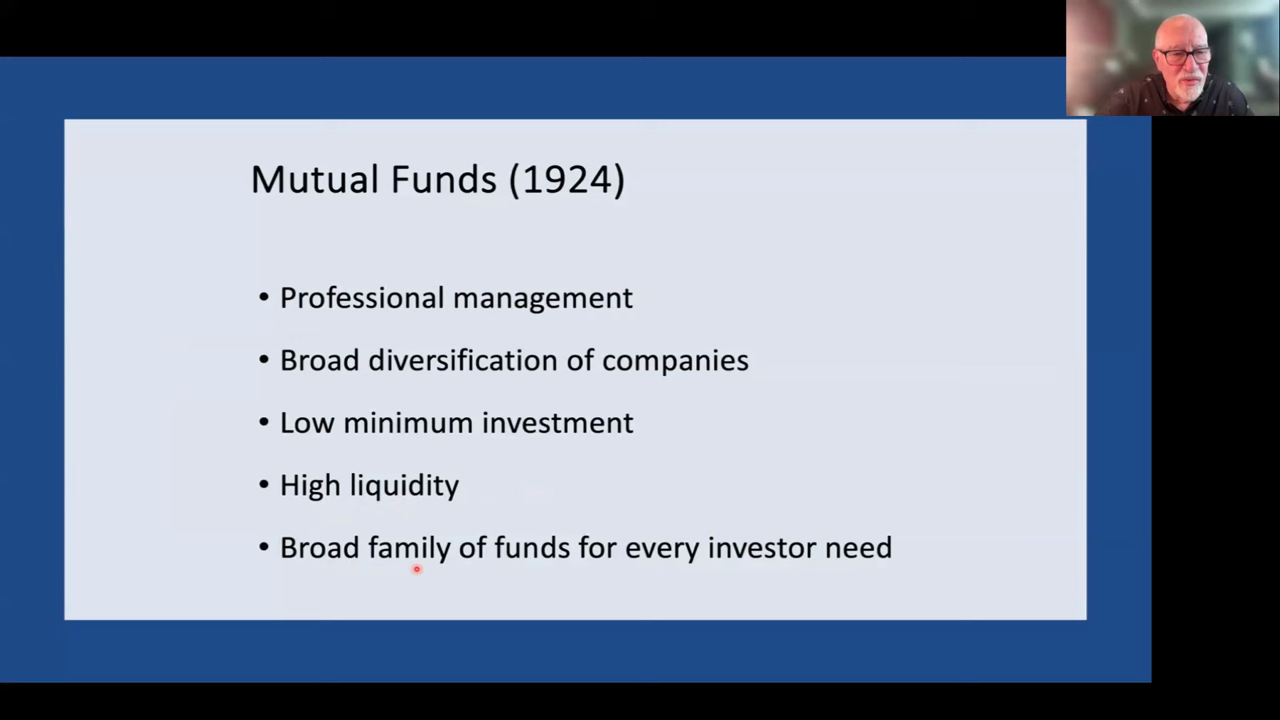 Mutual Funds (1924)
• Professional management
• Broad diversification of companies
• Low minimum investment
• High liquidity
• Broad family of funds for every investor need